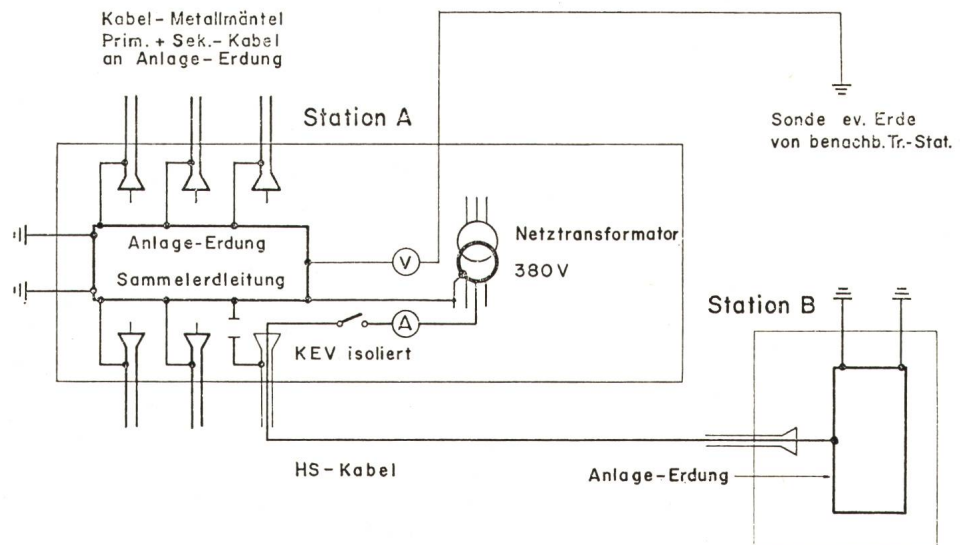 Kabel-Metallmäntel
Prim. + Sek.-Kabel
an Anlage-Erdung
Station A
Sonde ev. Erde
von benachb. Tr.-Stat.
Anlage-Erdung
Sammelerdleitung
V
Netztransformator
380V
A
KEV isoliert
Station B
HS-Kabel
Anlage-Erdung